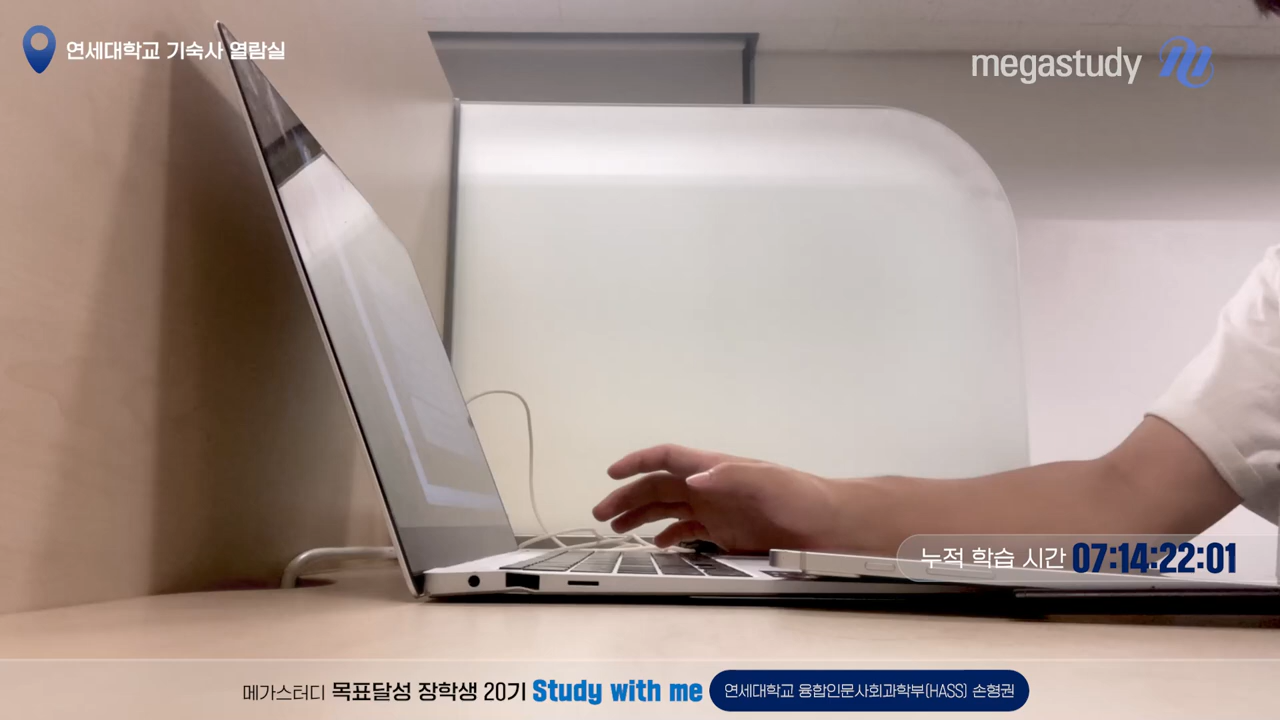 연세대학교 기숙사 열람실
megastudy
누적 학습 시간 07:14:22:01
메가스터디 목표달성 장학생 20기 Study with me 연세대학교 융합인문사회과학부(HASS) 손형권